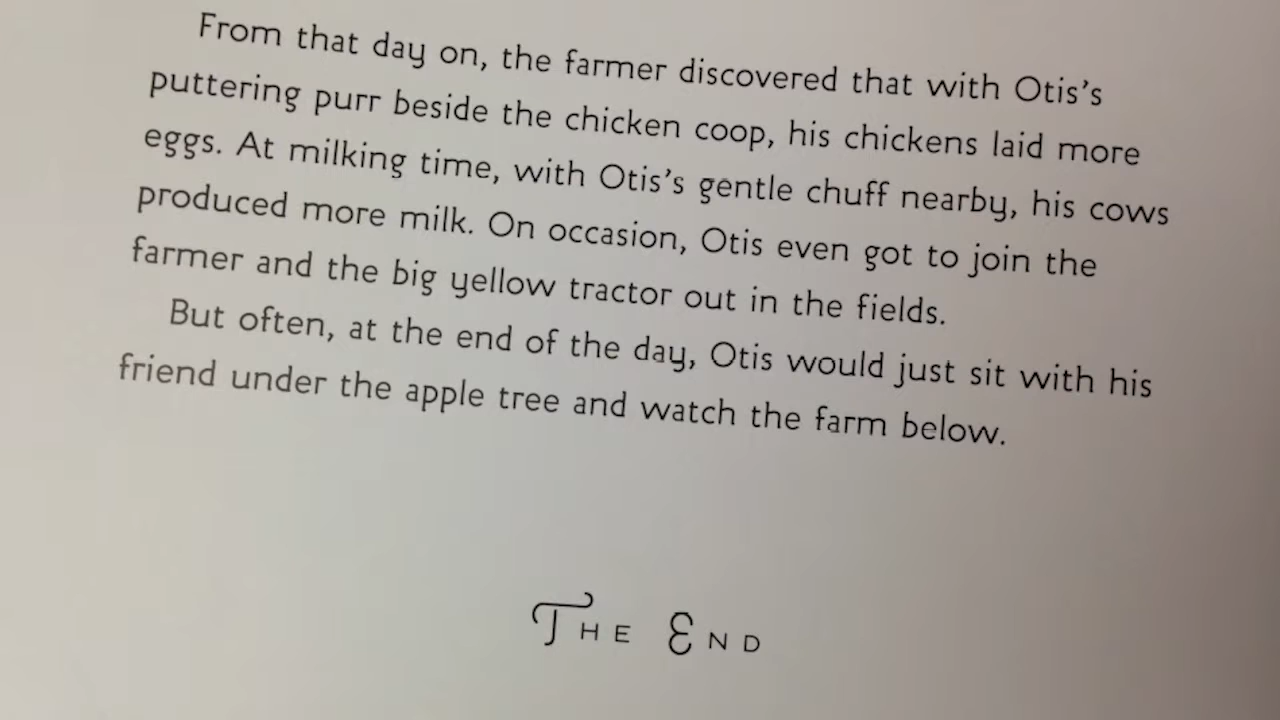 From that day on, the farmer discovered that with Otis's
puttering purr beside the chicken coop, his chickens laid more
eggs. At milking time, with Otis's gentle chuff nearby, his cows
produced more milk. On occasion, Otis even got to join the
farmer and the big yellow tractor out in the fields.
But often, at the end of the day, Otis would just sit with his
friend under the apple tree and watch the farm below.
The End